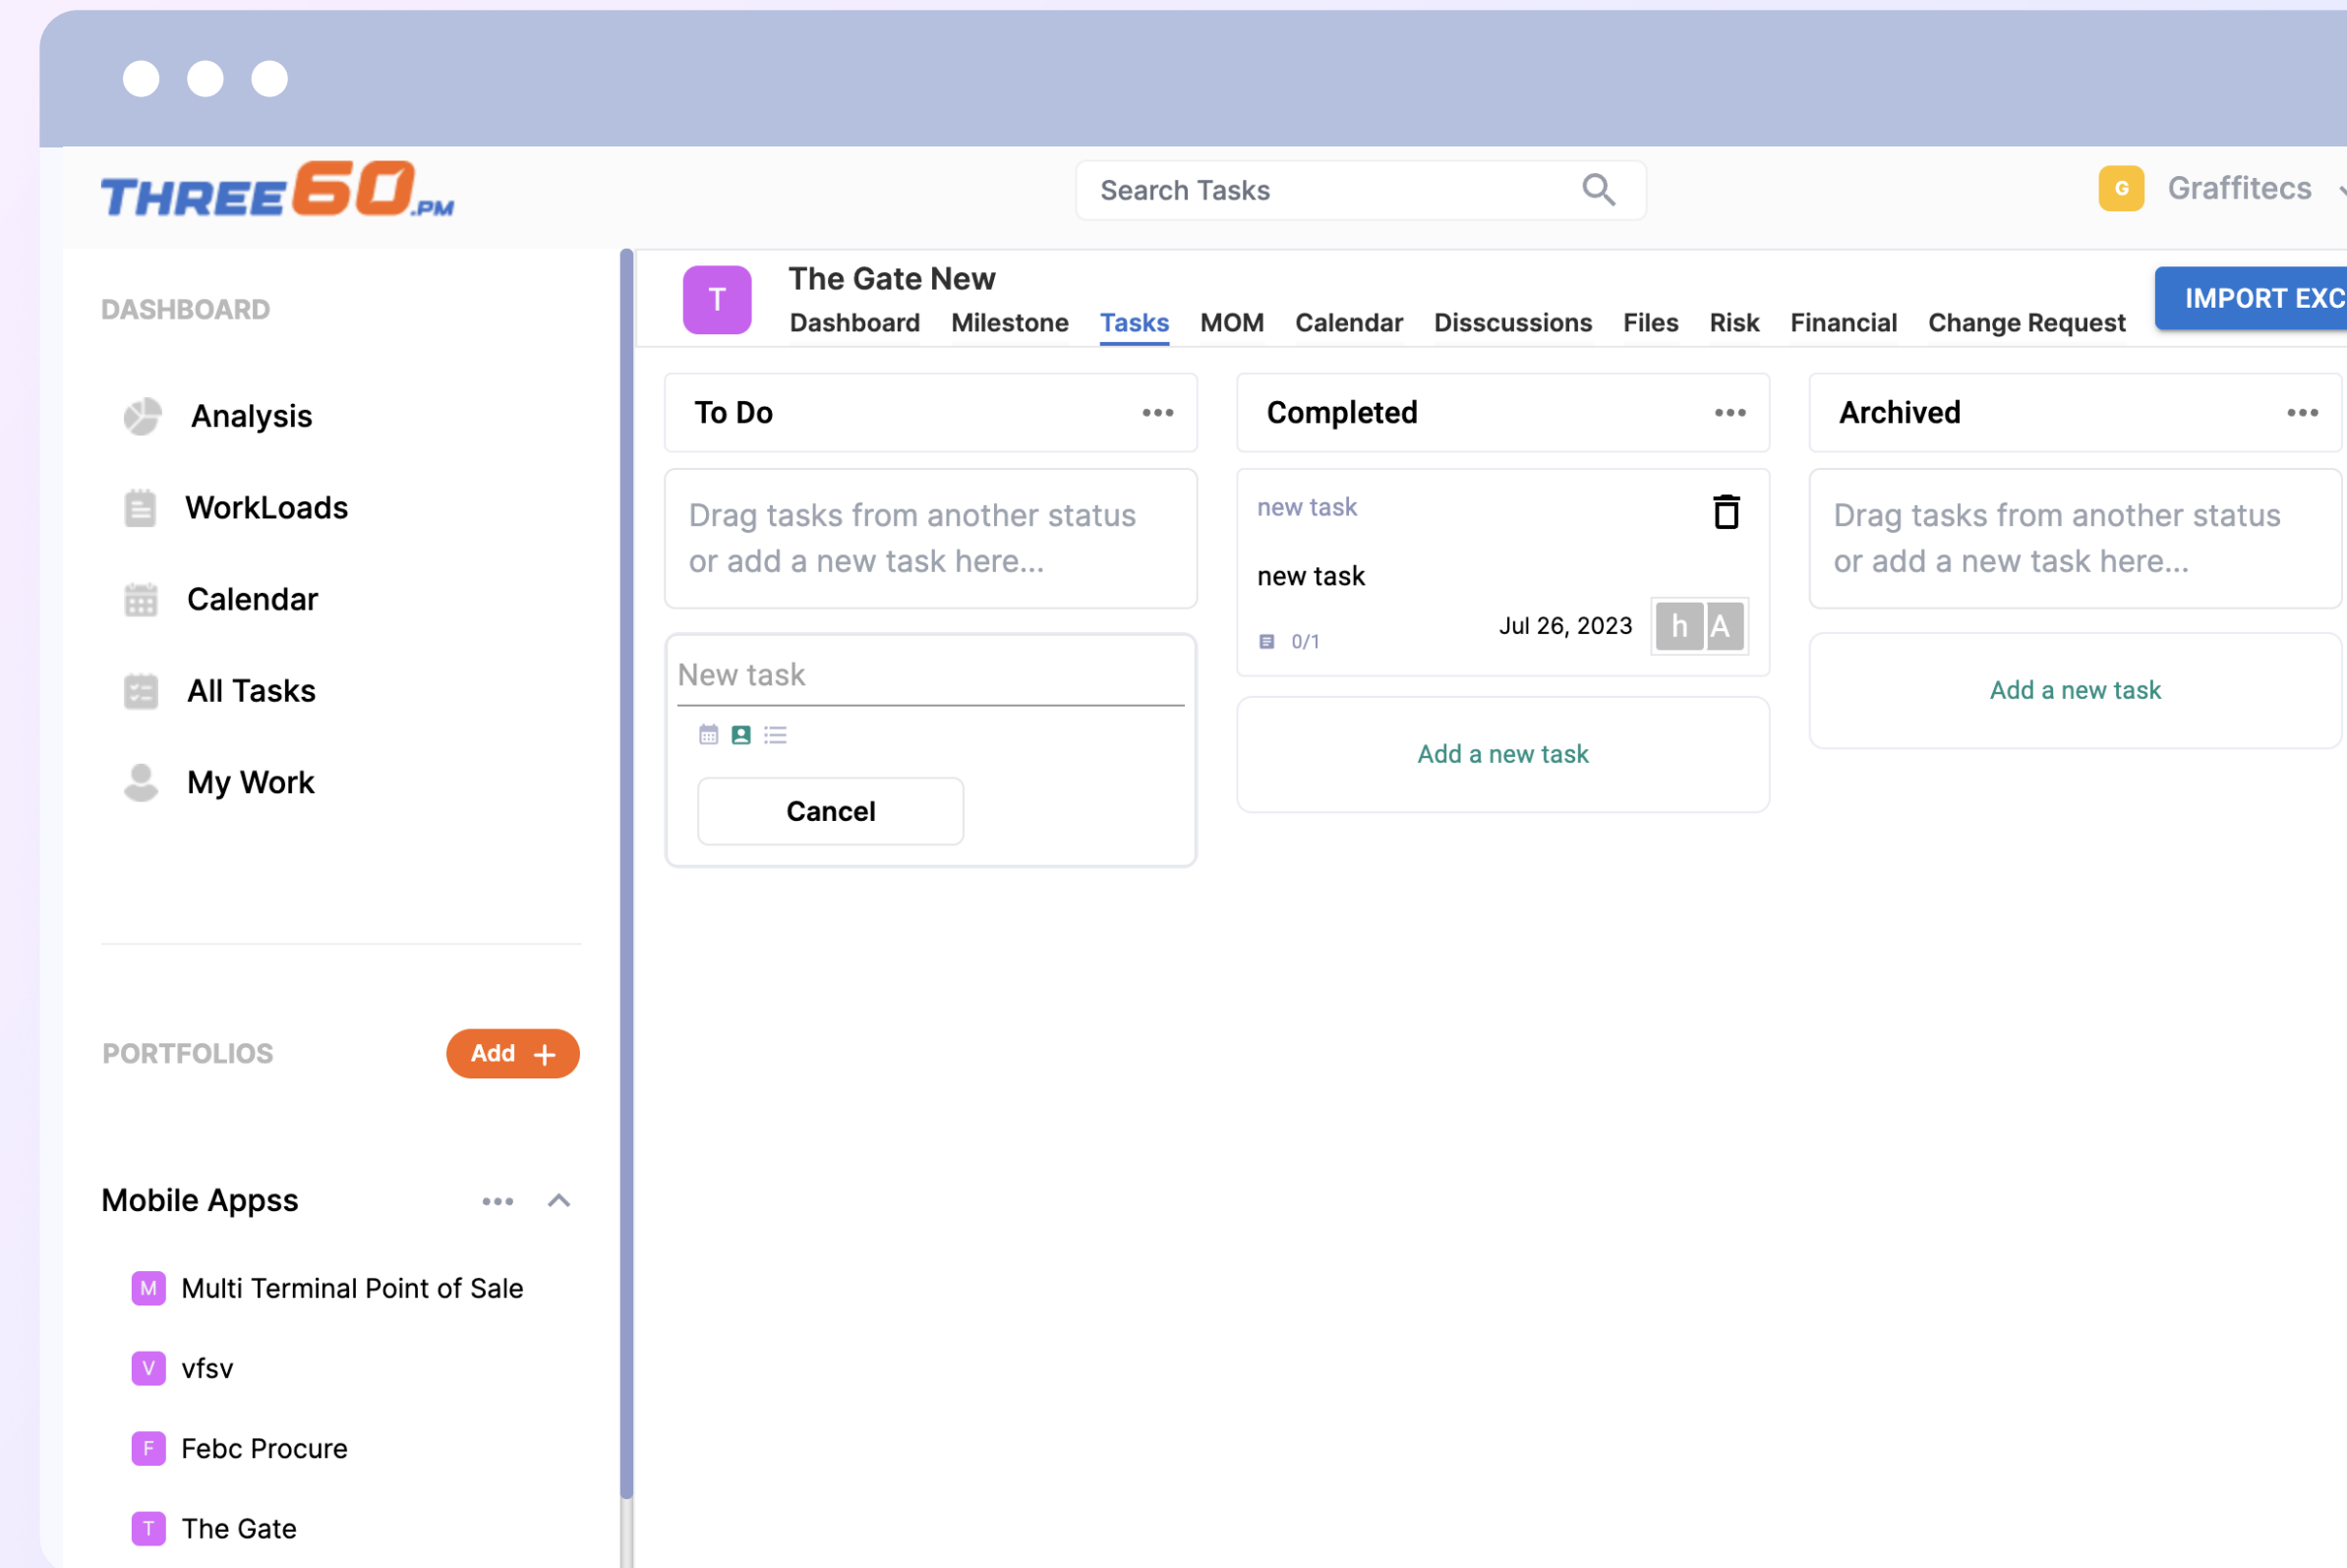 THREE60.PM
Search Tasks
G Graffitecs
DASHBOARD
Analysis
WorkLoads
Calendar
All Tasks
My Work
PORTFOLIOS
Add +
Mobile Appss
M Multi Terminal Point of Sale
V vfsv
F Febc Procure
T The Gate
T
The Gate New
Dashboard Milestone Tasks MOM Calendar Disscussions Files Risk Financial Change Request
IMPORT EXC
To Do
Drag tasks from another status
or add a new task here...
New task
Cancel
Completed
new task
new task
0/1
Jul 26, 2023
h A
Add a new task
Archived
Drag tasks from another status
or add a new task here...
Add a new task